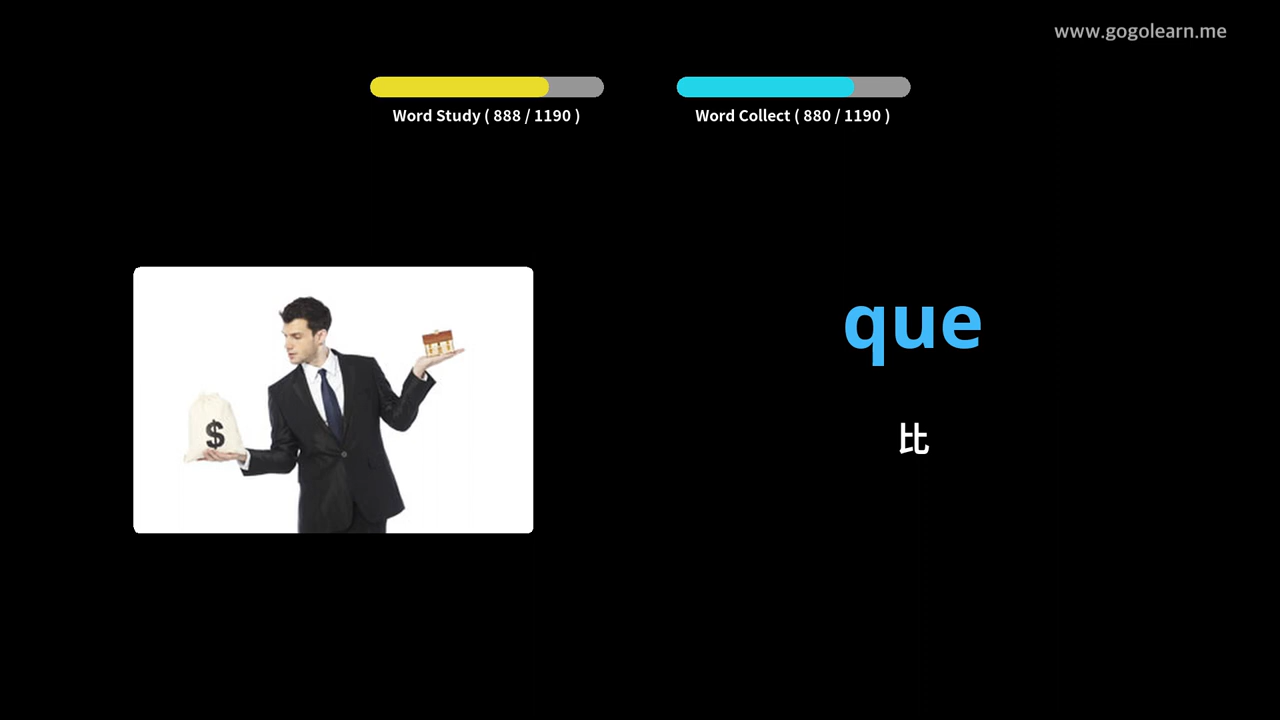 www.gogolearn.me
Word Study ( 888 / 1190 )
Word Collect ( 880 / 1190 )
$
que
比